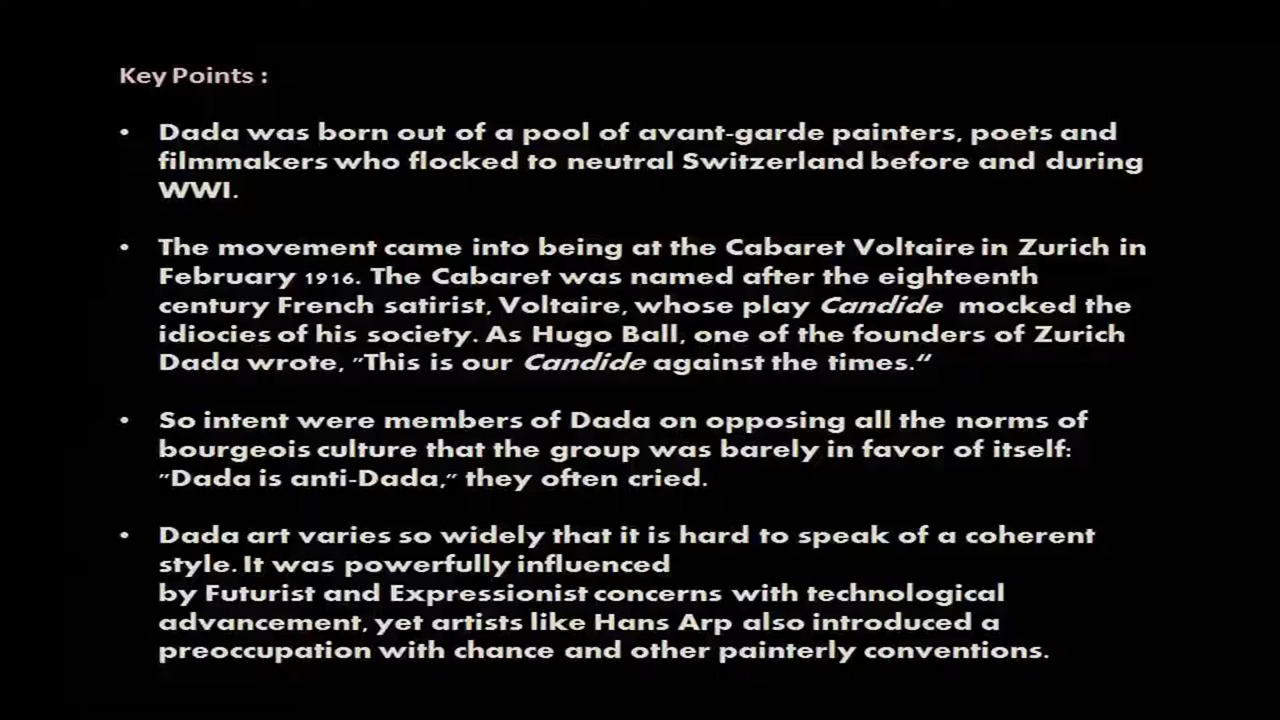 Key Points :
• Dada was born out of a pool of avant-garde painters, poets and
filmmakers who flocked to neutral Switzerland before and during
WWI.
• The movement came into being at the Cabaret Voltaire in Zurich in
February 1916. The Cabaret was named after the eighteenth
century French satirist, Voltaire, whose play Candide mocked the
idiocies of his society. As Hugo Ball, one of the founders of Zurich
Dada wrote, "This is our Candide against the times.“
• So intent were members of Dada on opposing all the norms of
bourgeois culture that the group was barely in favor of itself:
"Dada is anti-Dada," they often cried.
• Dada art varies so widely that it is hard to speak of a coherent
style. It was powerfully influenced
by Futurist and Expressionist concerns with technological
advancement, yet artists like Hans Arp also introduced a
preoccupation with chance and other painterly conventions.